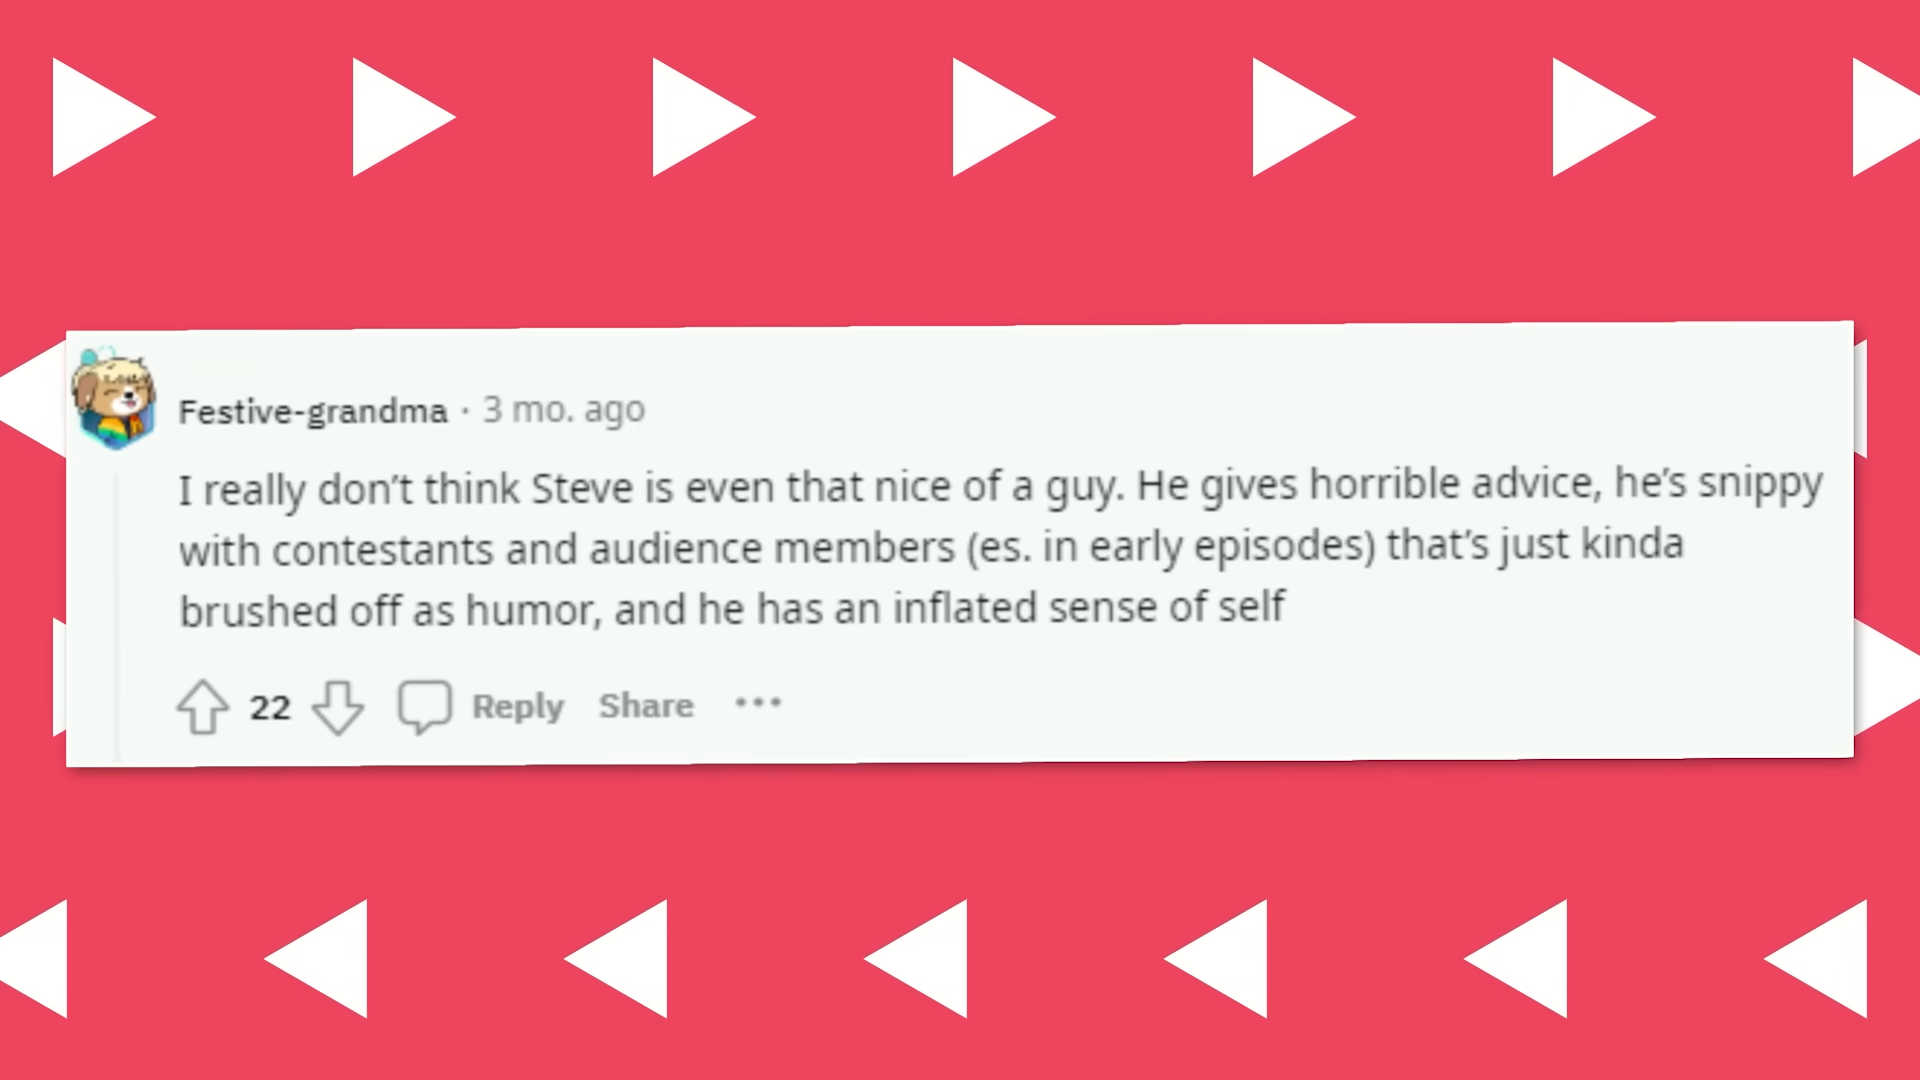 Festive-grandma · 3 mo. ago
I really don’t think Steve is even that nice of a guy. He gives horrible advice, he’s snippy
with contestants and audience members (es. in early episodes) that’s just kinda
brushed off as humor, and he has an inflated sense of self
22 Reply Share ···